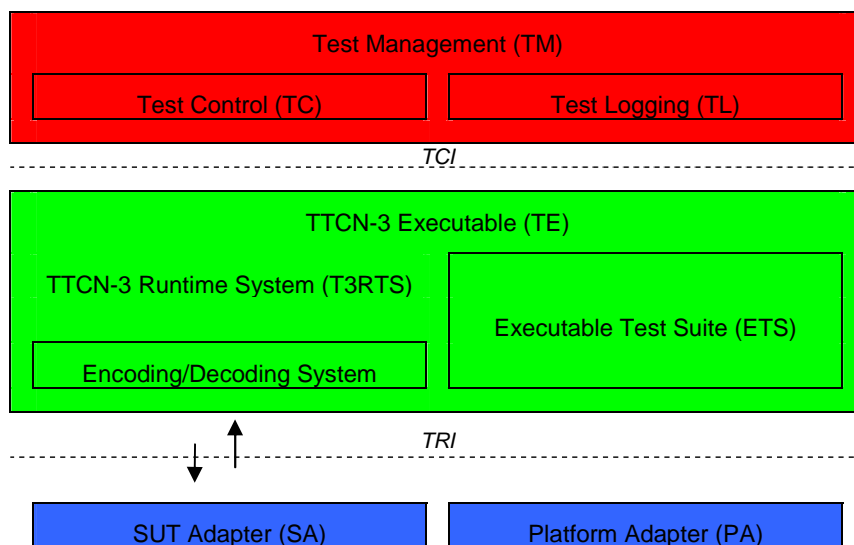 Test Management (TM)
Test Control (TC)
Test Logging (TL)
TCI
TTCN-3 Executable (TE)
TTCN-3 Runtime System (T3RTS)
Executable Test Suite (ETS)
Encoding/Decoding System
TRI
SUT Adapter (SA)
Platform Adapter (PA)